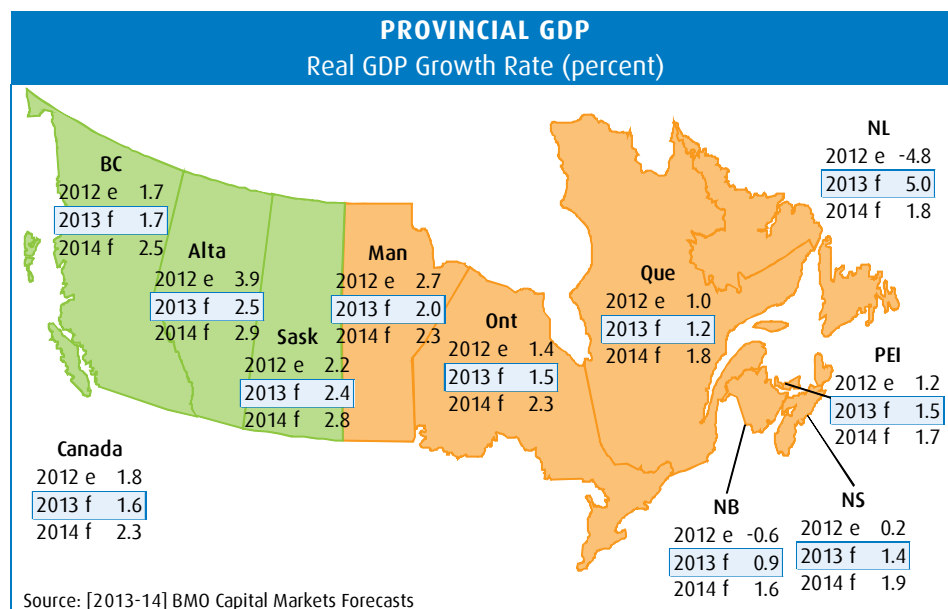 PROVINCIAL GDP
Real GDP Growth Rate (percent)
NL
2012 e -4.8
2013 f 5.0
2014 f 1.8
BC
2012 e 1.7
2013 f 1.7
2014 f 2.5
Alta
2012 e 3.9
2013 f 2.5
2014 f 2.9
Man
2012 e 2.7
2013 f 2.0
2014 f 2.3
Que
2012 e 1.0
2013 f 1.2
2014 f 1.8
Ont
2012 e 1.4
2013 f 1.5
2014 f 2.3
Sask
2012 e 2.2
2013 f 2.4
2014 f 2.8
PEI
2012 e 1.2
2013 f 1.5
2014 f 1.7
Canada
2012 e 1.8
2013 f 1.6
2014 f 2.3
NB
2012 e -0.6
2013 f 0.9
2014 f 1.6
NS
2012 e 0.2
2013 f 1.4
2014 f 1.9
Source: [2013-14] BMO Capital Markets Forecasts